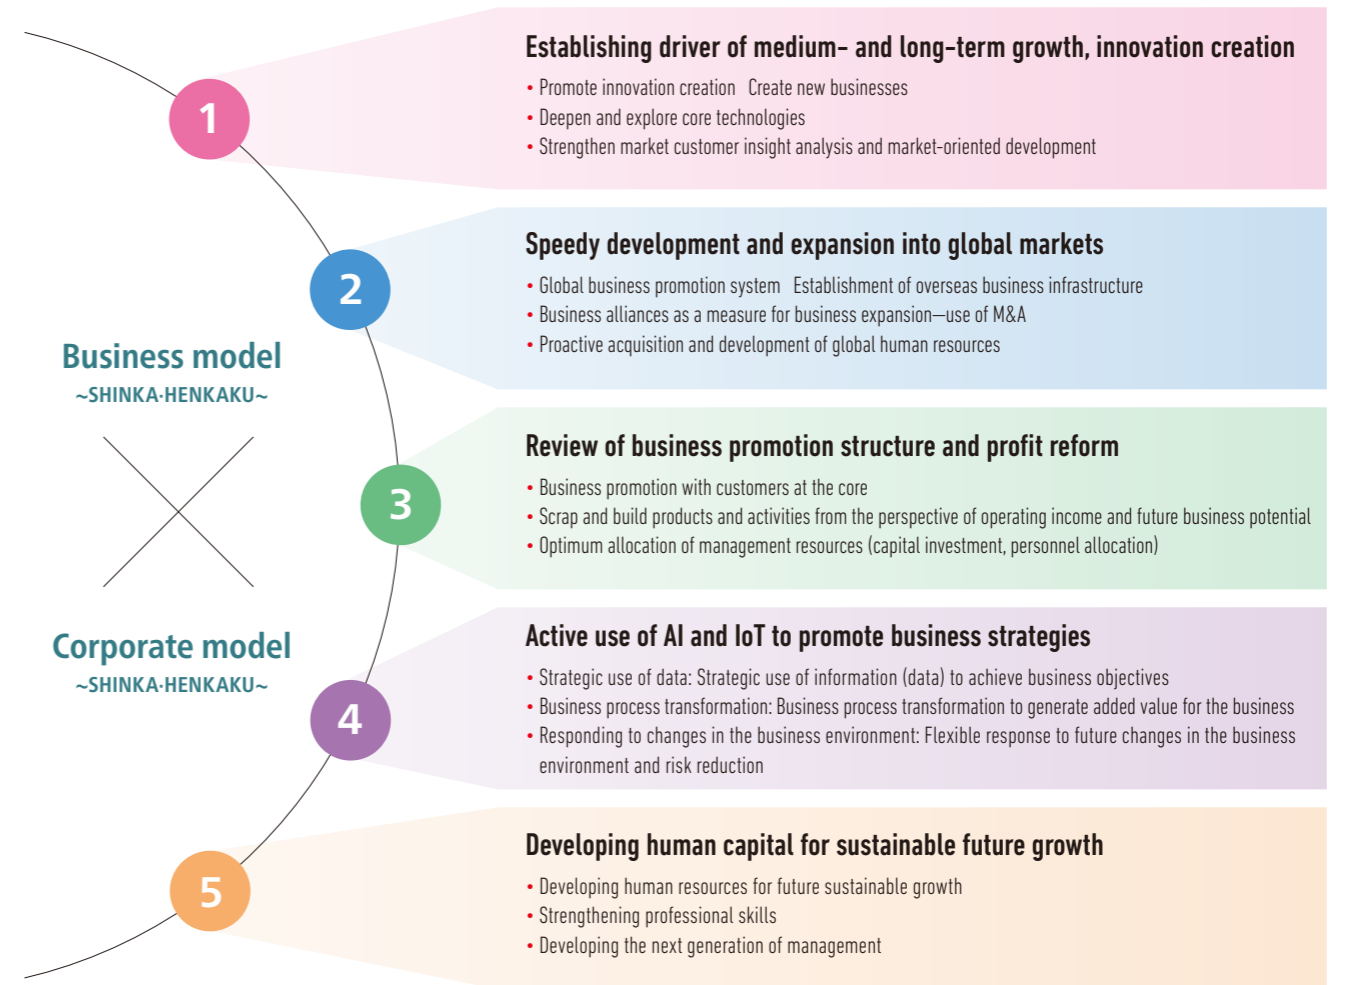 1
Establishing driver of medium- and long-term growth, innovation creation
• Promote innovation creation Create new businesses
• Deepen and explore core technologies
• Strengthen market customer insight analysis and market-oriented development
2
Speedy development and expansion into global markets
• Global business promotion system Establishment of overseas business infrastructure
• Business alliances as a measure for business expansion—use of M&A
• Proactive acquisition and development of global human resources
Business model
~SHINKA·HENKAKU~
Corporate model
~SHINKA·HENKAKU~
3
Review of business promotion structure and profit reform
• Business promotion with customers at the core
• Scrap and build products and activities from the perspective of operating income and future business potential
• Optimum allocation of management resources (capital investment, personnel allocation)
4
Active use of AI and IoT to promote business strategies
• Strategic use of data: Strategic use of information (data) to achieve business objectives
• Business process transformation: Business process transformation to generate added value for the business
• Responding to changes in the business environment: Flexible response to future changes in the business
environment and risk reduction
5
Developing human capital for sustainable future growth
• Developing human resources for future sustainable growth
• Strengthening professional skills
• Developing the next generation of management